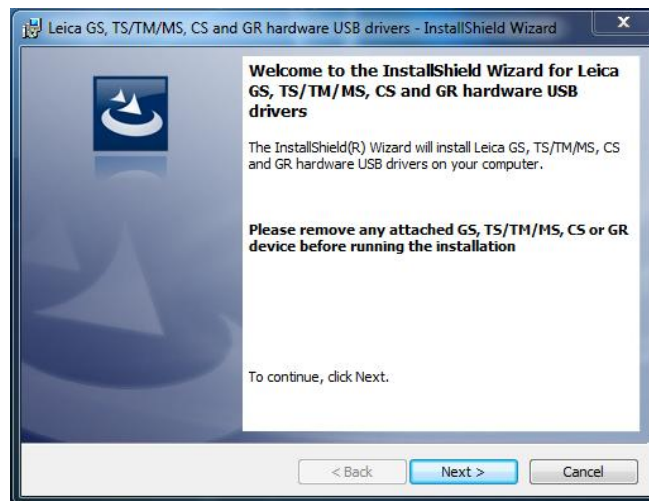 Leica GS, TS/TM/MS, CS and GR hardware USB drivers - InstallShield Wizard
X
Welcome to the InstallShield Wizard for Leica
GS, TS/TM/MS, CS and GR hardware USB
drivers
The InstallShield(R) Wizard will install Leica GS, TS/TM/MS, CS
and GR hardware USB drivers on your computer.
Please remove any attached GS, TS/TM/MS, CS or GR
device before running the installation
To continue, click Next.
< Back Next > Cancel